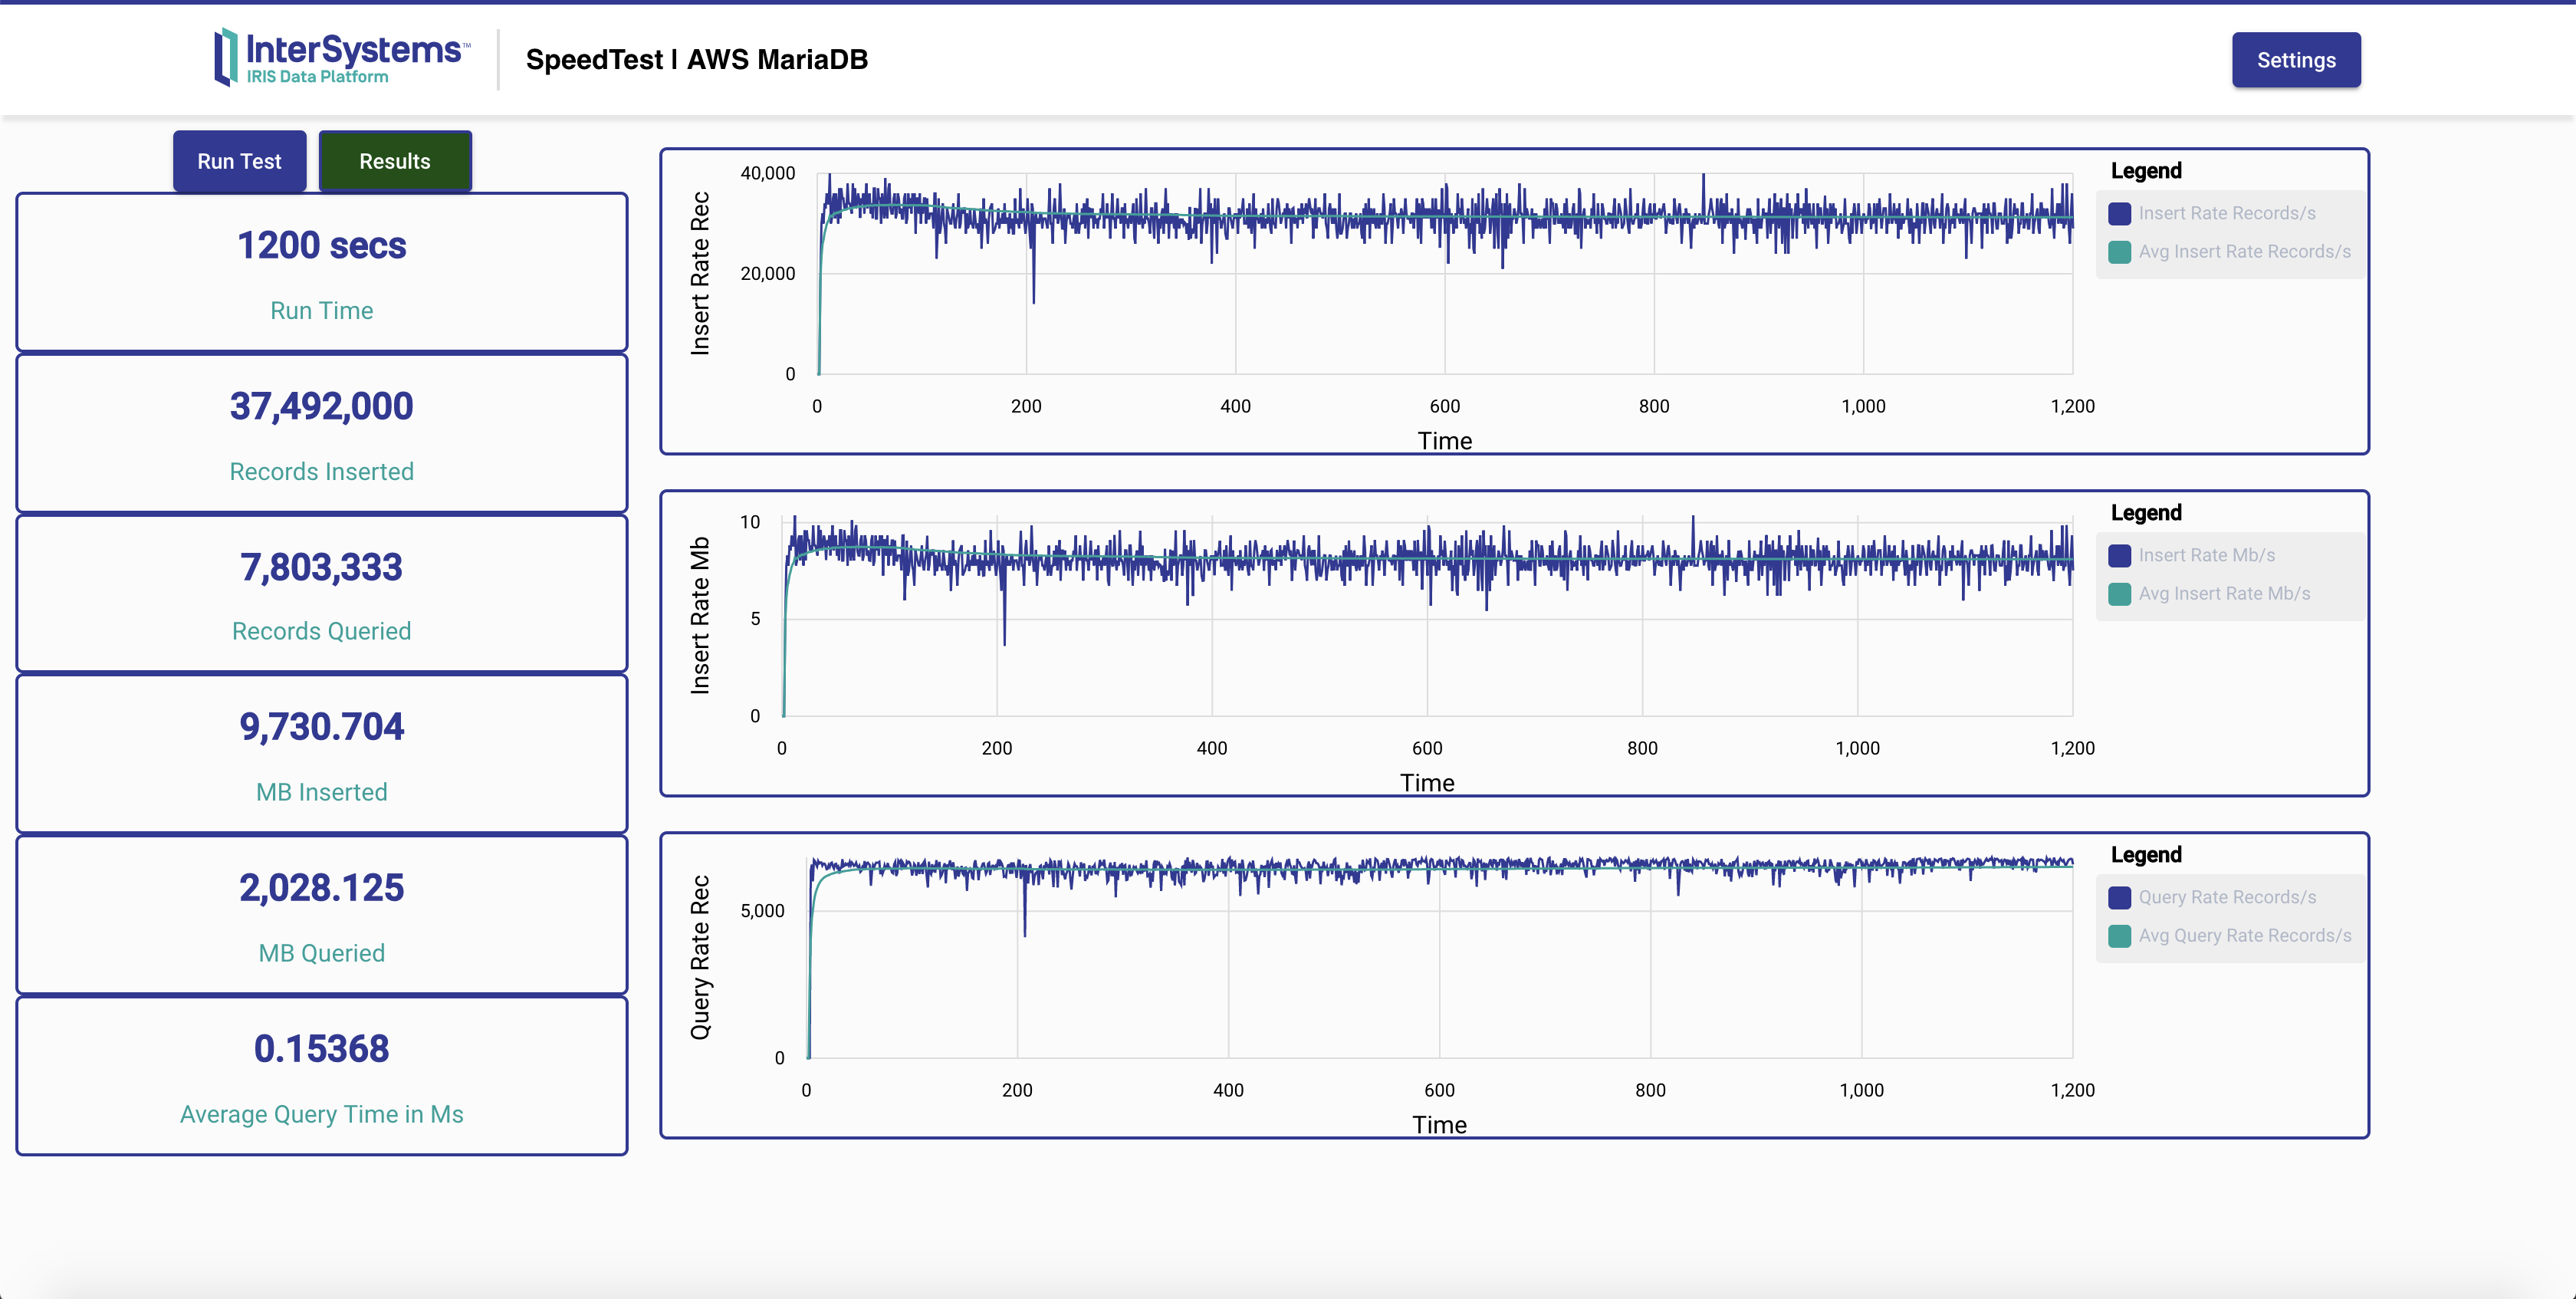 InterSystems™
IRIS Data Platform
SpeedTest | AWS MariaDB
Settings
Run Test
Results
1200 secs
Run Time
37,492,000
Records Inserted
7,803,333
Records Queried
9,730.704
MB Inserted
2,028.125
MB Queried
0.15368
Average Query Time in Ms
Insert Rate Rec
40,000
20,000
0
0 200 400 600 800 1,000 1,200
Time
Legend
Insert Rate Records/s
Avg Insert Rate Records/s
Insert Rate Mb
10
5
0
0 200 400 600 800 1,000 1,200
Time
Legend
Insert Rate Mb/s
Avg Insert Rate Mb/s
Query Rate Rec
5,000
0
0 200 400 600 800 1,000 1,200
Time
Legend
Query Rate Records/s
Avg Query Rate Records/s